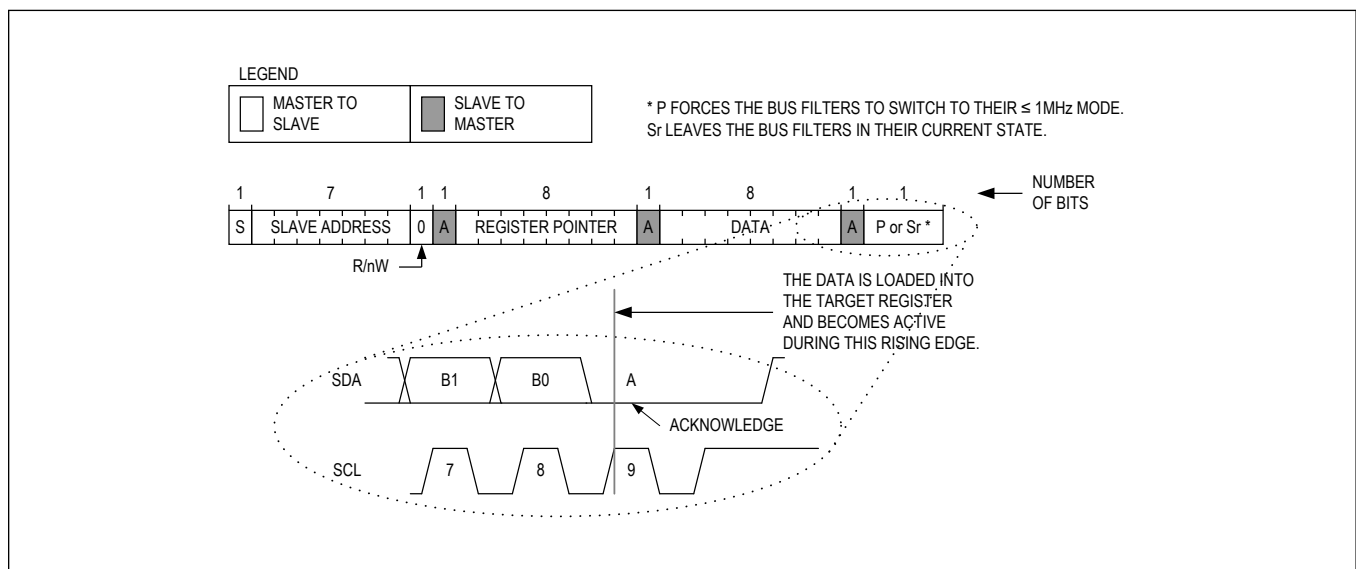 LEGEND
MASTER TO
SLAVE
SLAVE TO
MASTER
* P FORCES THE BUS FILTERS TO SWITCH TO THEIR ≤ 1MHz MODE.
Sr LEAVES THE BUS FILTERS IN THEIR CURRENT STATE.
1 7 1 1 8 1 8 1 1
NUMBER
OF BITS
S SLAVE ADDRESS 0 A REGISTER POINTER A DATA A P or Sr *
R/nW
THE DATA IS LOADED INTO
THE TARGET REGISTER
AND BECOMES ACTIVE
DURING THIS RISING EDGE.
SDA B1 B0 A
ACKNOWLEDGE
SCL 7 8 9